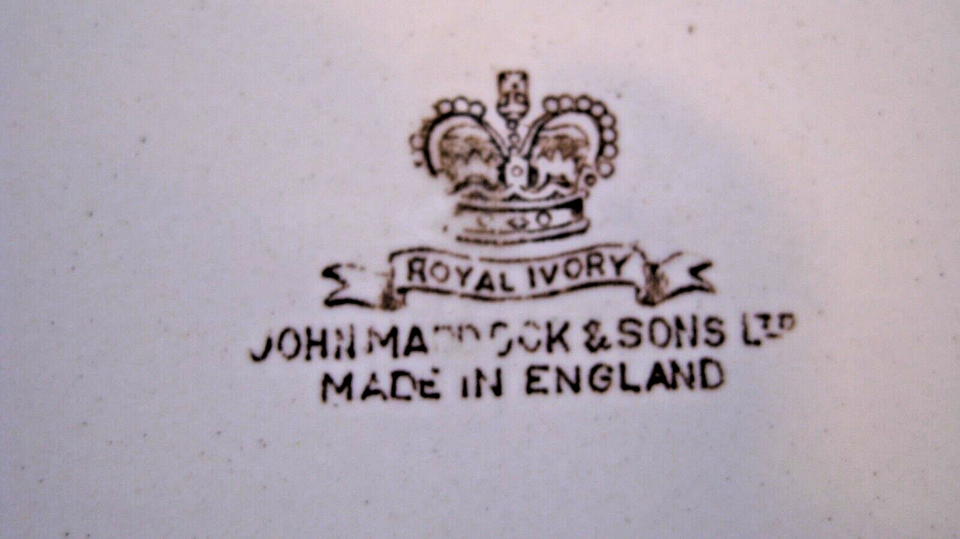 ROYAL IVORY
JOHN MADDOCK & SONS LTD
MADE IN ENGLAND